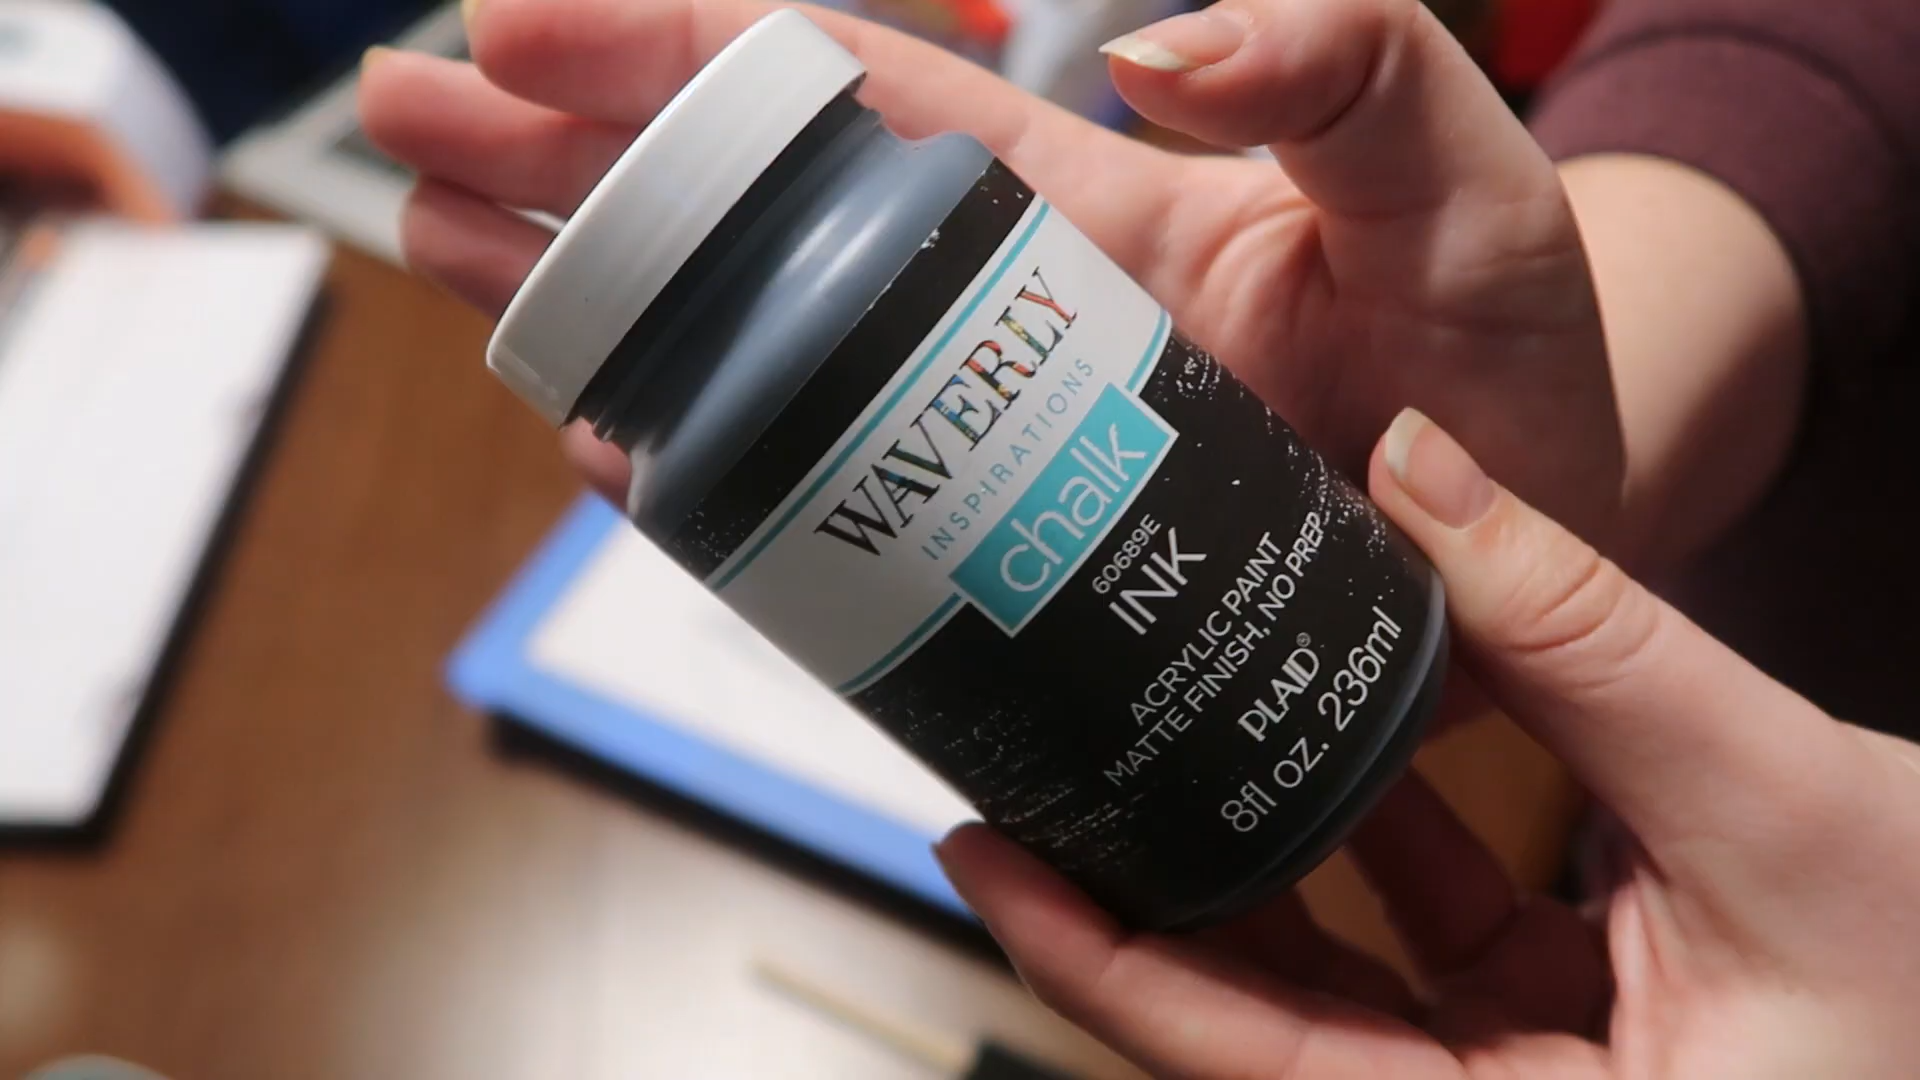 WAVERLY
INSPIRATIONS
chalk
60689E
INK
ACRYLIC PAINT
MATTE FINISH, NO PREP
PLAID®
8fl oz. 236ml